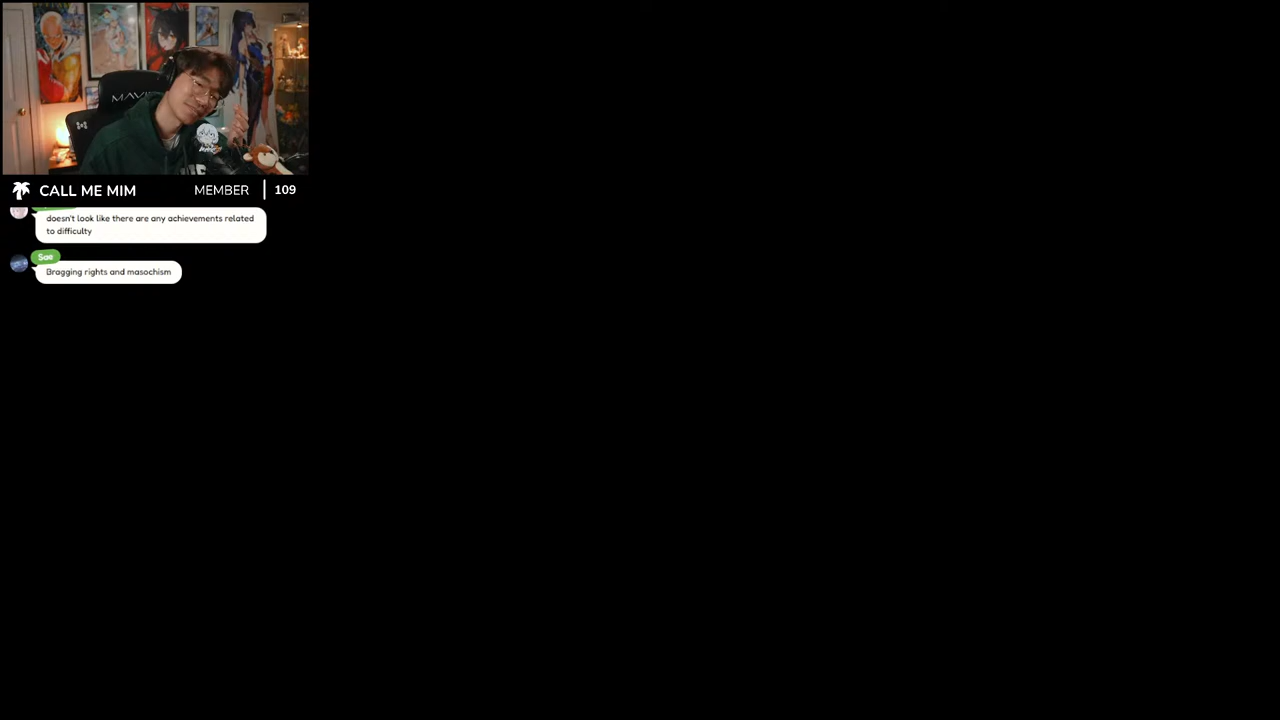 MAVIX
CALL ME MIM
MEMBER
109
doesn't look like there are any achievements related
to difficulty
Sae
Bragging rights and masochism